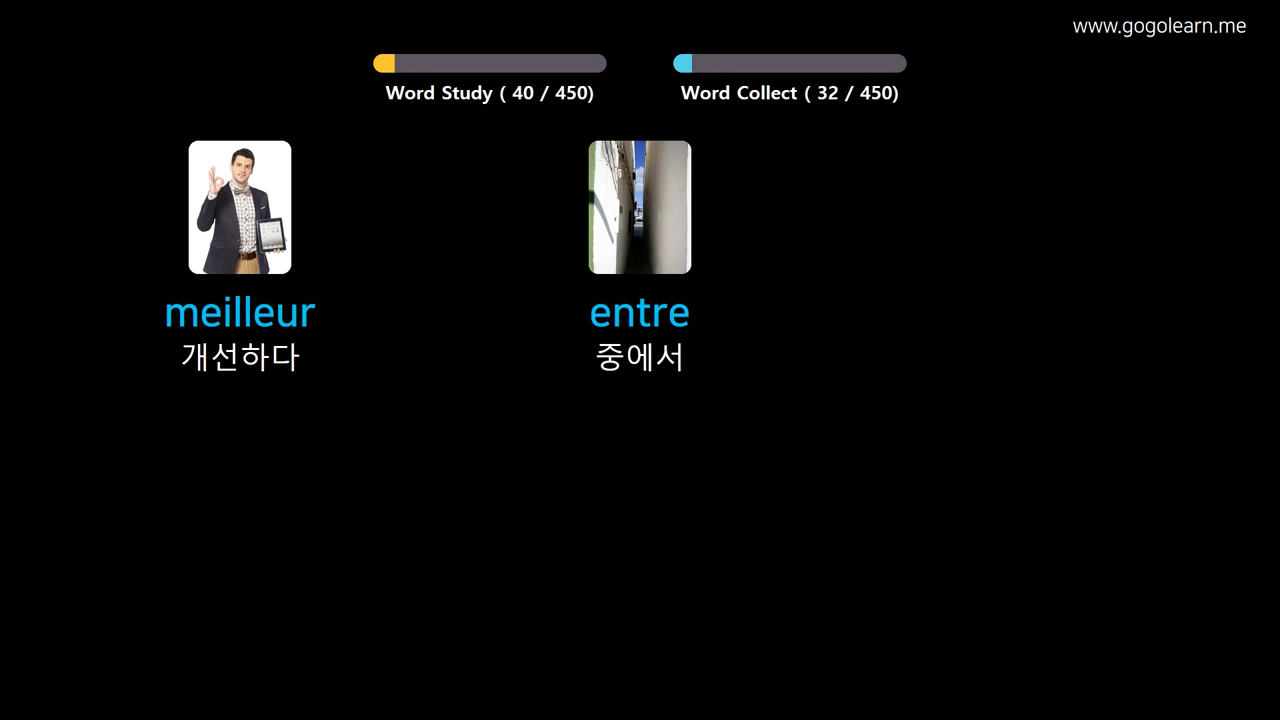 www.gogolearn.me
Word Study ( 40 / 450)
Word Collect ( 32 / 450)
meilleur
개선하다
entre
중에서